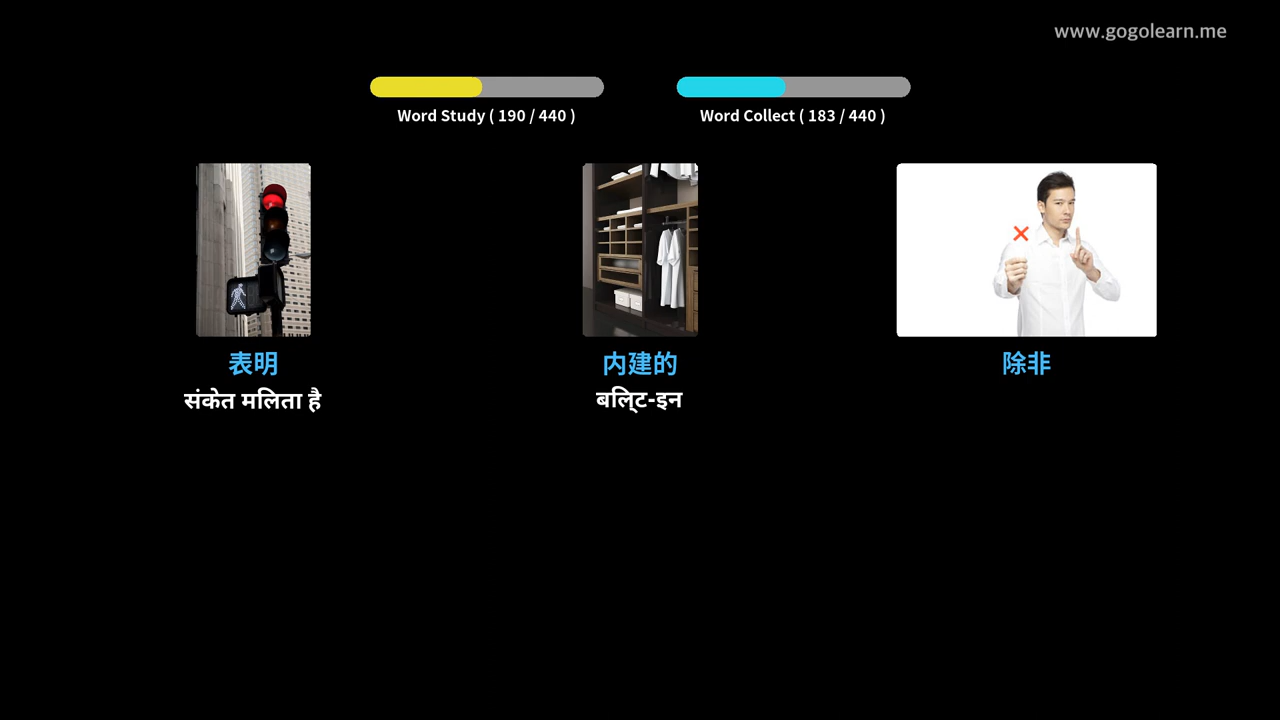 www.gogolearn.me
Word Study ( 190 / 440 )
Word Collect ( 183 / 440 )
表明
संकेत मलिता है
内建的
बलि्ट-इन
除非